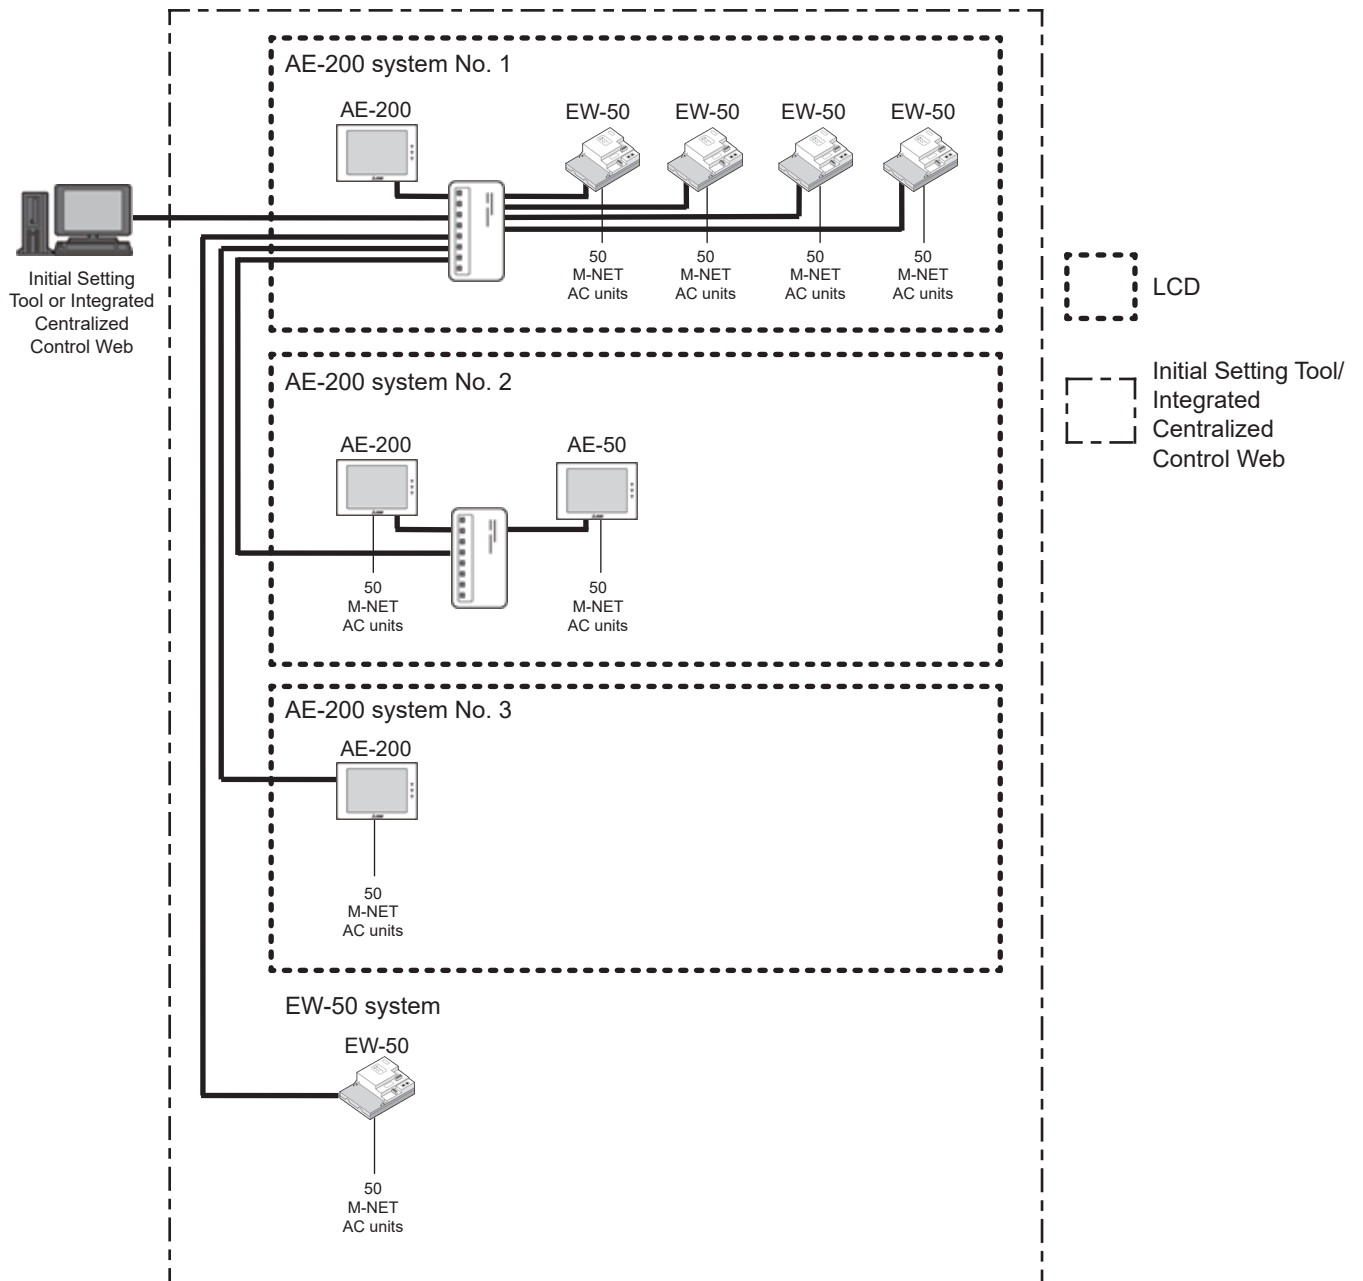 AE-200 system No. 1
AE-200
EW-50
EW-50
EW-50
EW-50
50
M-NET
AC units
50
M-NET
AC units
50
M-NET
AC units
50
M-NET
AC units
Initial Setting
Tool or Integrated
Centralized
Control Web
LCD
Initial Setting Tool/
Integrated
Centralized
Control Web
AE-200 system No. 2
AE-200
AE-50
50
M-NET
AC units
50
M-NET
AC units
AE-200 system No. 3
AE-200
50
M-NET
AC units
EW-50 system
EW-50
50
M-NET
AC units